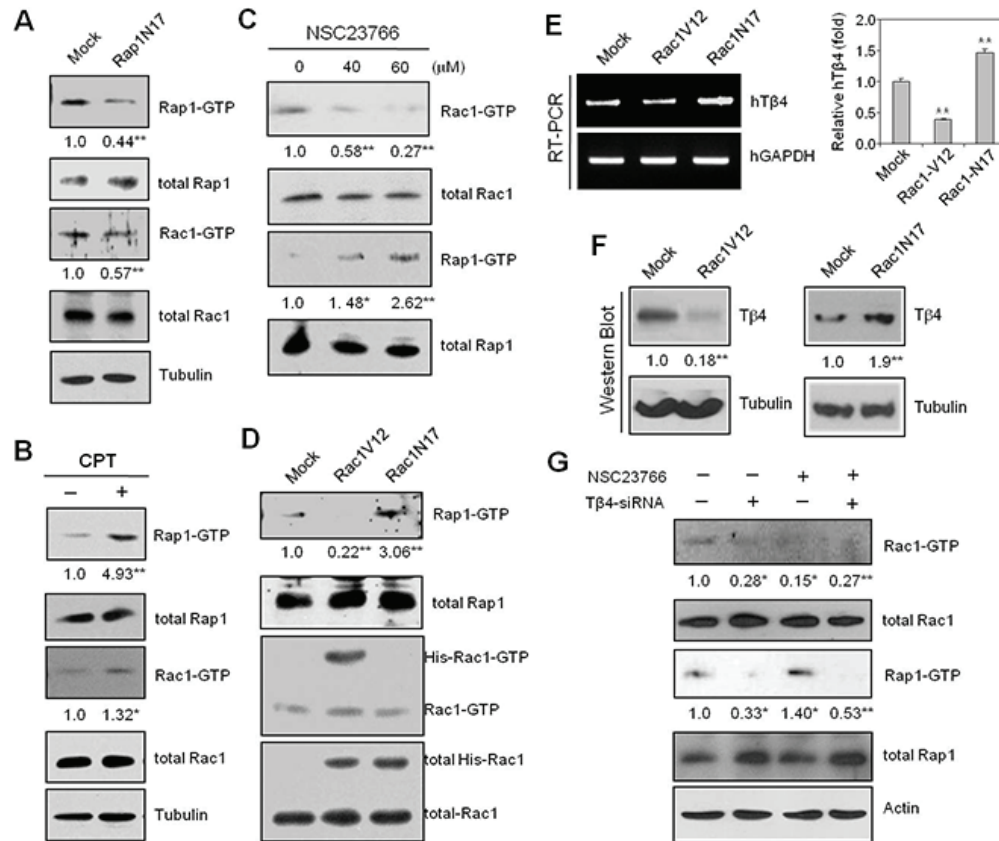 A
Mock Rap1N17
Rap1-GTP
1.0 0.44**
total Rap1
Rac1-GTP
1.0 0.57**
total Rac1
Tubulin
B
CPT
− +
Rap1-GTP
1.0 4.93**
total Rap1
Rac1-GTP
1.0 1.32*
total Rac1
Tubulin
C
NSC23766
0 40 60 (μM)
Rac1-GTP
1.0 0.58** 0.27**
total Rac1
Rap1-GTP
1.0 1.48* 2.62**
total Rap1
D
Mock Rac1V12 Rac1N17
Rap1-GTP
1.0 0.22** 3.06**
total Rap1
His-Rac1-GTP
Rac1-GTP
total His-Rac1
total-Rac1
E
Mock Rac1V12 Rac1N17
RT-PCR
hTβ4
hGAPDH
Relative hTβ4 (fold)
2.0
1.5
1.0
0.5
0.0
**
**
Mock Rac1-V12 Rac1-N17
F
Mock Rac1V12
Western Blot
Tβ4
1.0 0.18**
Tubulin
Mock Rac1N17
Tβ4
1.0 1.9**
Tubulin
G
NSC23766 − − + +
Tβ4-siRNA − + − +
Rac1-GTP
1.0 0.28* 0.15* 0.27**
total Rac1
Rap1-GTP
1.0 0.33* 1.40* 0.53**
total Rap1
Actin